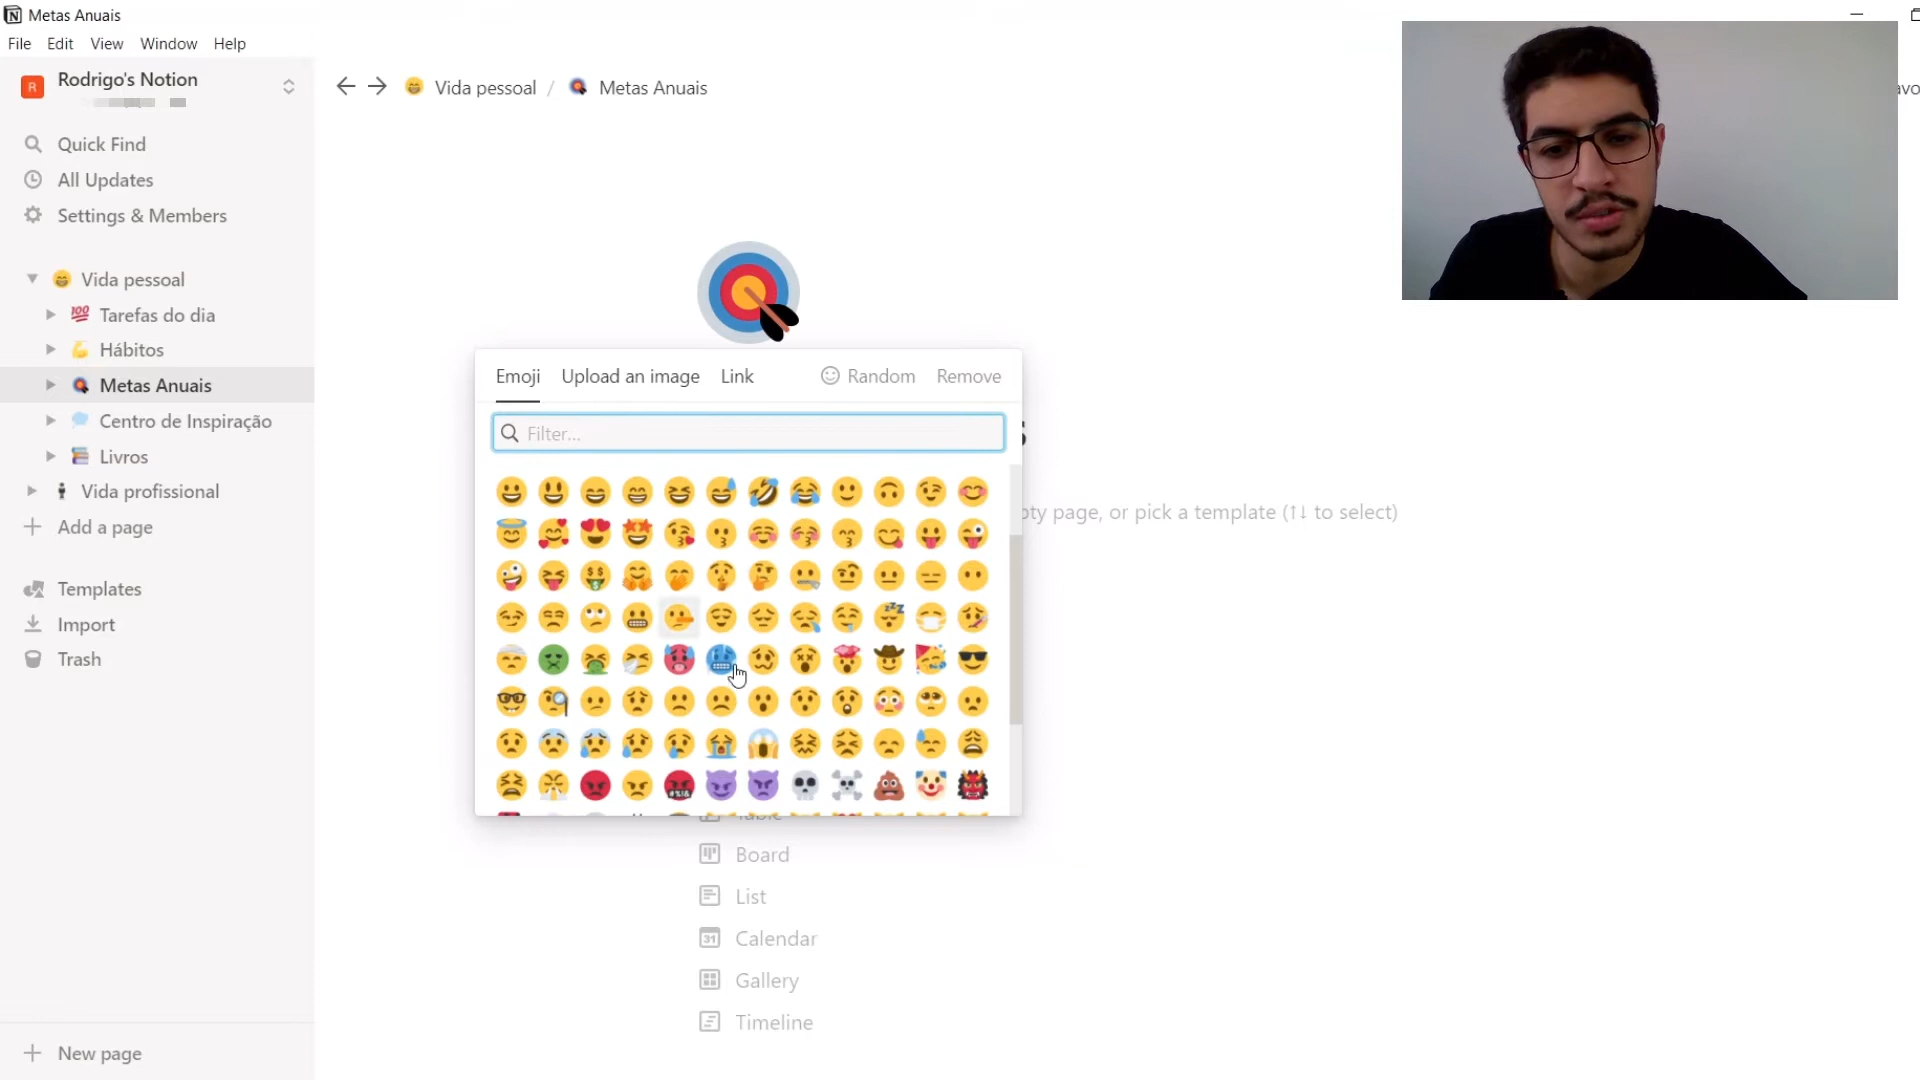 Metas Anuais
File Edit View Window Help
Rodrigo's Notion
Vida pessoal / Metas Anuais
Quick Find
All Updates
Settings & Members
Vida pessoal
Tarefas do dia
Hábitos
Metas Anuais
Centro de Inspiração
Livros
Vida profissional
Add a page
Templates
Import
Trash
New page
Emoji Upload an image Link Random Remove
Filter...
page, or pick a template (↑↓ to select)
Board
List
Calendar
Gallery
Timeline